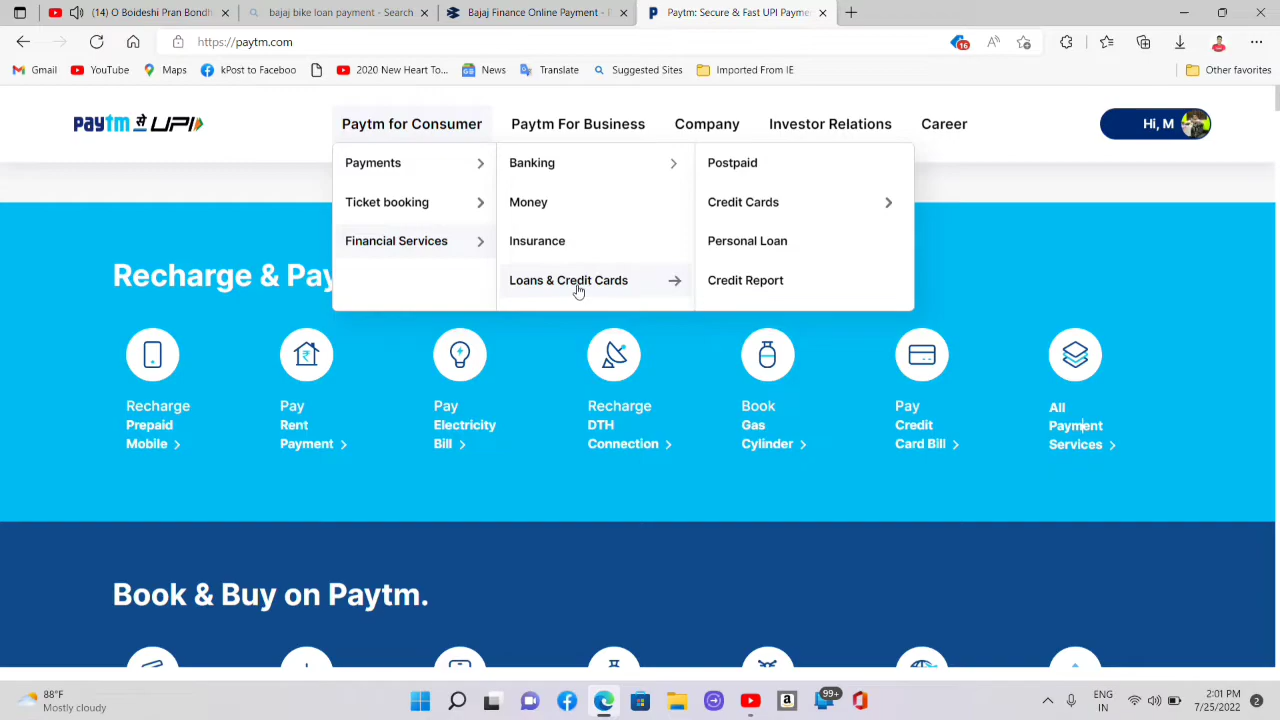 (14) O Boideshi Pran Bondh
bajaj bike loan payment - Search
Bajaj Finance Online Payment -
Paytm: Secure & Fast UPI Payme
https://paytm.com
16
Gmail
YouTube
Maps
kPost to Facebook
2020 New Heart To...
News
Translate
Suggested Sites
Imported From IE
Other favorites
paytm से UPI
Paytm for Consumer
Paytm For Business
Company
Investor Relations
Career
Hi, M
Payments
Banking
Postpaid
Ticket booking
Money
Credit Cards
Financial Services
Insurance
Personal Loan
Loans & Credit Cards
Credit Report
Recharge & Pay
Recharge
Prepaid
Mobile
Pay
Rent
Payment
Pay
Electricity
Bill
Recharge
DTH
Connection
Book
Gas
Cylinder
Pay
Credit
Card Bill
All
Payment
Services
Book & Buy on Paytm.
88°F
Mostly cloudy
99+
ENG
IN
2:01 PM
7/25/2022
2